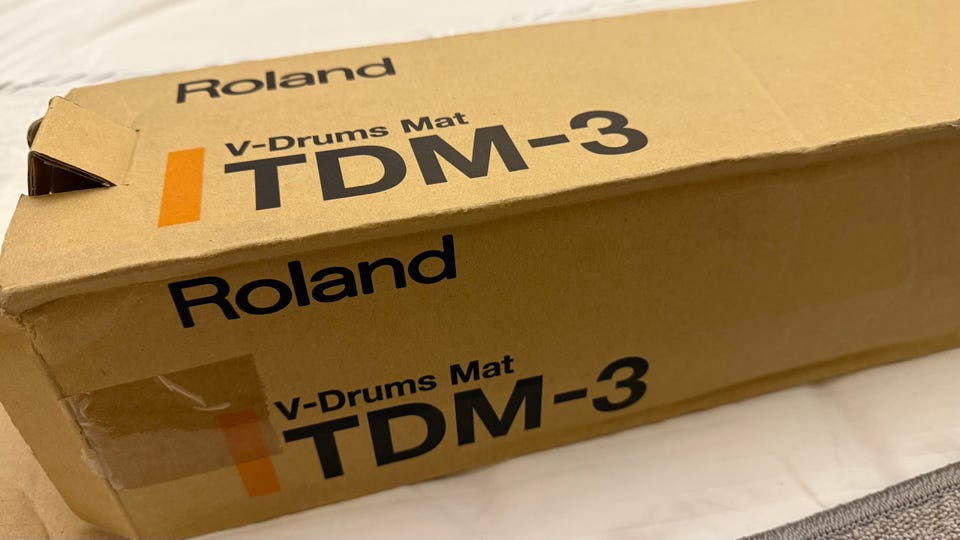 Roland
V-Drums Mat
TDM-3
Roland
V-Drums Mat
TDM-3